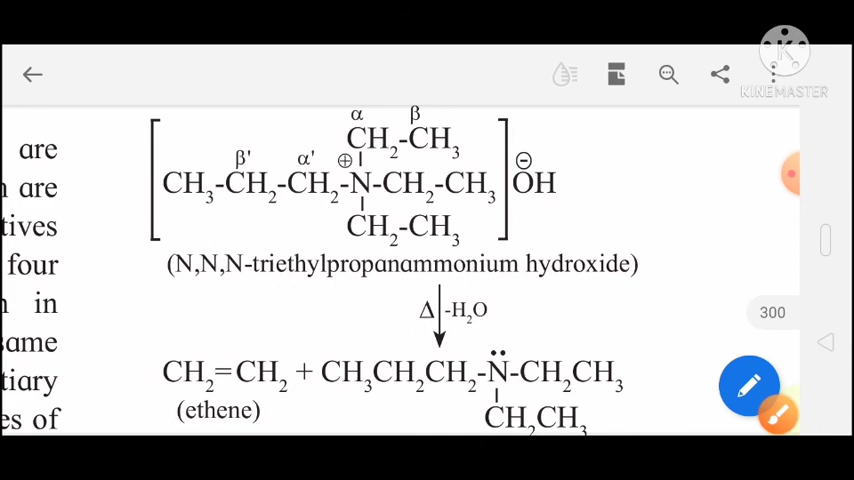 KINEMASTER
are
n are
tives
four
n in
same
tiary
es of
α β
CH₂-CH₃
β' α' ⊕ ⊖
CH₃-CH₂-CH₂-N-CH₂-CH₃ OH
CH₂-CH₃
(N,N,N-triethylpropanammonium hydroxide)
Δ -H₂O
300
CH₂=CH₂ + CH₃CH₂CH₂-N̈-CH₂CH₃
(ethene)
CH₂CH₃